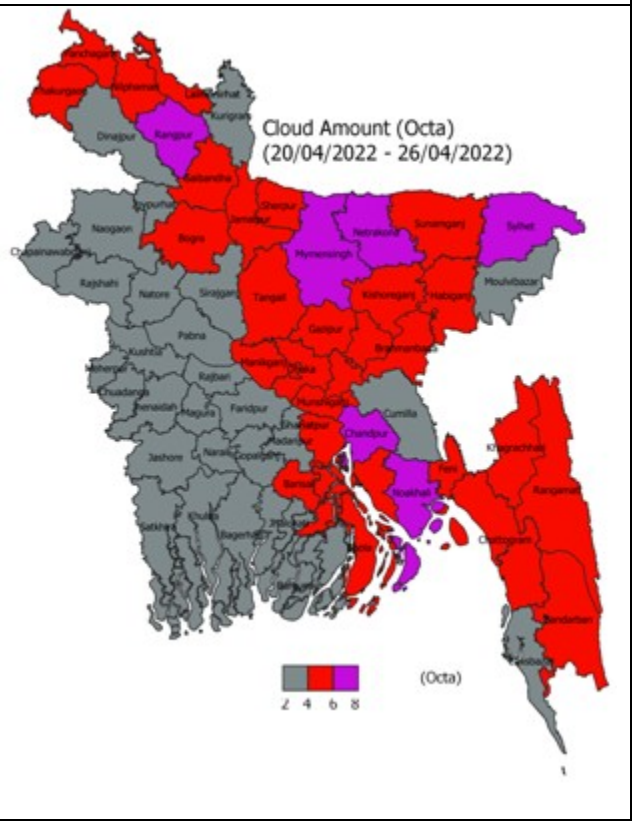 Panchagarh
Thakurgaon
Nilphamari
Lalmonirhat
Kurigram
Dinajpur
Rangpur
Cloud Amount (Octa)
(20/04/2022 - 26/04/2022)
Gaibandha
Joypurhat
Sherpur
Jamalpur
Naogaon
Bogra
Netrakona
Sunamganj
Sylhet
Mymensingh
Chapainawabganj
Rajshahi
Natore
Sirajganj
Tangail
Kishoreganj
Habiganj
Moulvibazar
Pabna
Gazipur
Kushtia
Meherpur
Manikganj
Dhaka
Brahmanbaria
Rajbari
Chuadanga
Jhenaidah
Magura
Faridpur
Munshiganj
Cumilla
Shariatpur
Madaripur
Chandpur
Jashore
Narail
Gopalganj
Khagrachhari
Feni
Barisal
Noakhali
Rangamati
Satkhira
Khulna
Bagerhat
Jhalokati
Bhola
Chattogram
Barguna
Bandarban
(Octa)
2 4 6 8